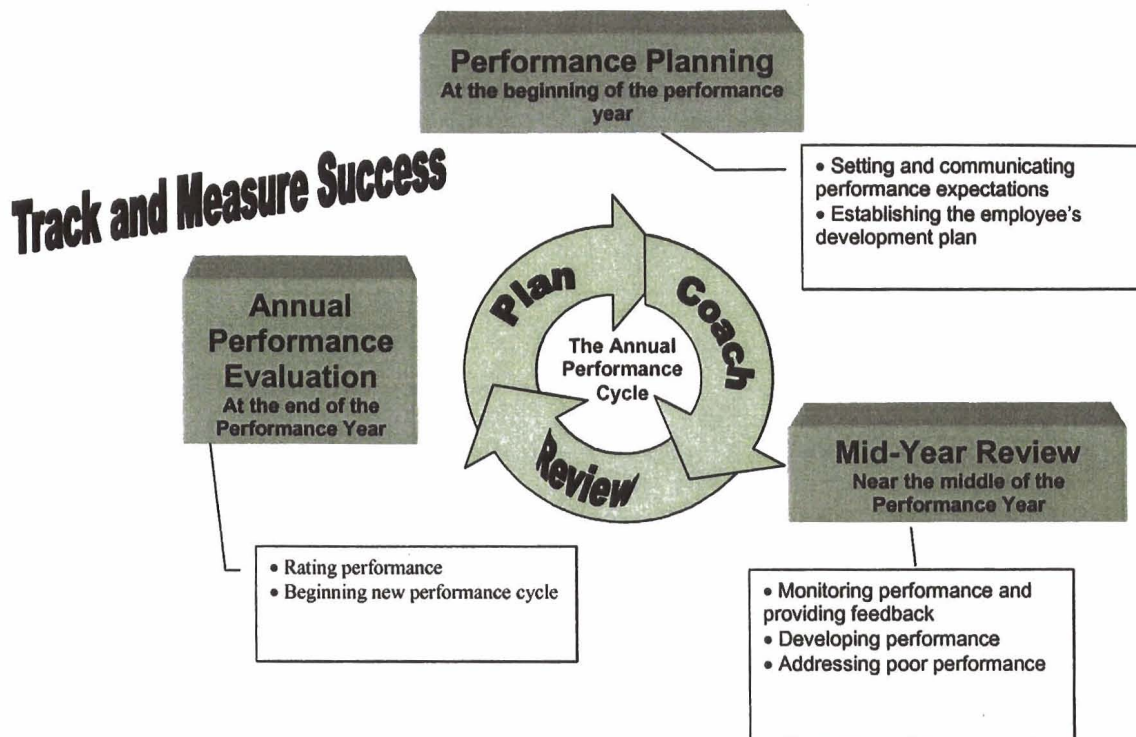 Performance Planning
At the beginning of the performance
year
• Setting and communicating
performance expectations
• Establishing the employee's
development plan
Track and Measure Success
Annual
Performance
Evaluation
At the end of the
Performance Year
Plan
Coach
Review
The Annual
Performance
Cycle
Mid-Year Review
Near the middle of the
Performance Year
• Rating performance
• Beginning new performance cycle
• Monitoring performance and
providing feedback
• Developing performance
• Addressing poor performance